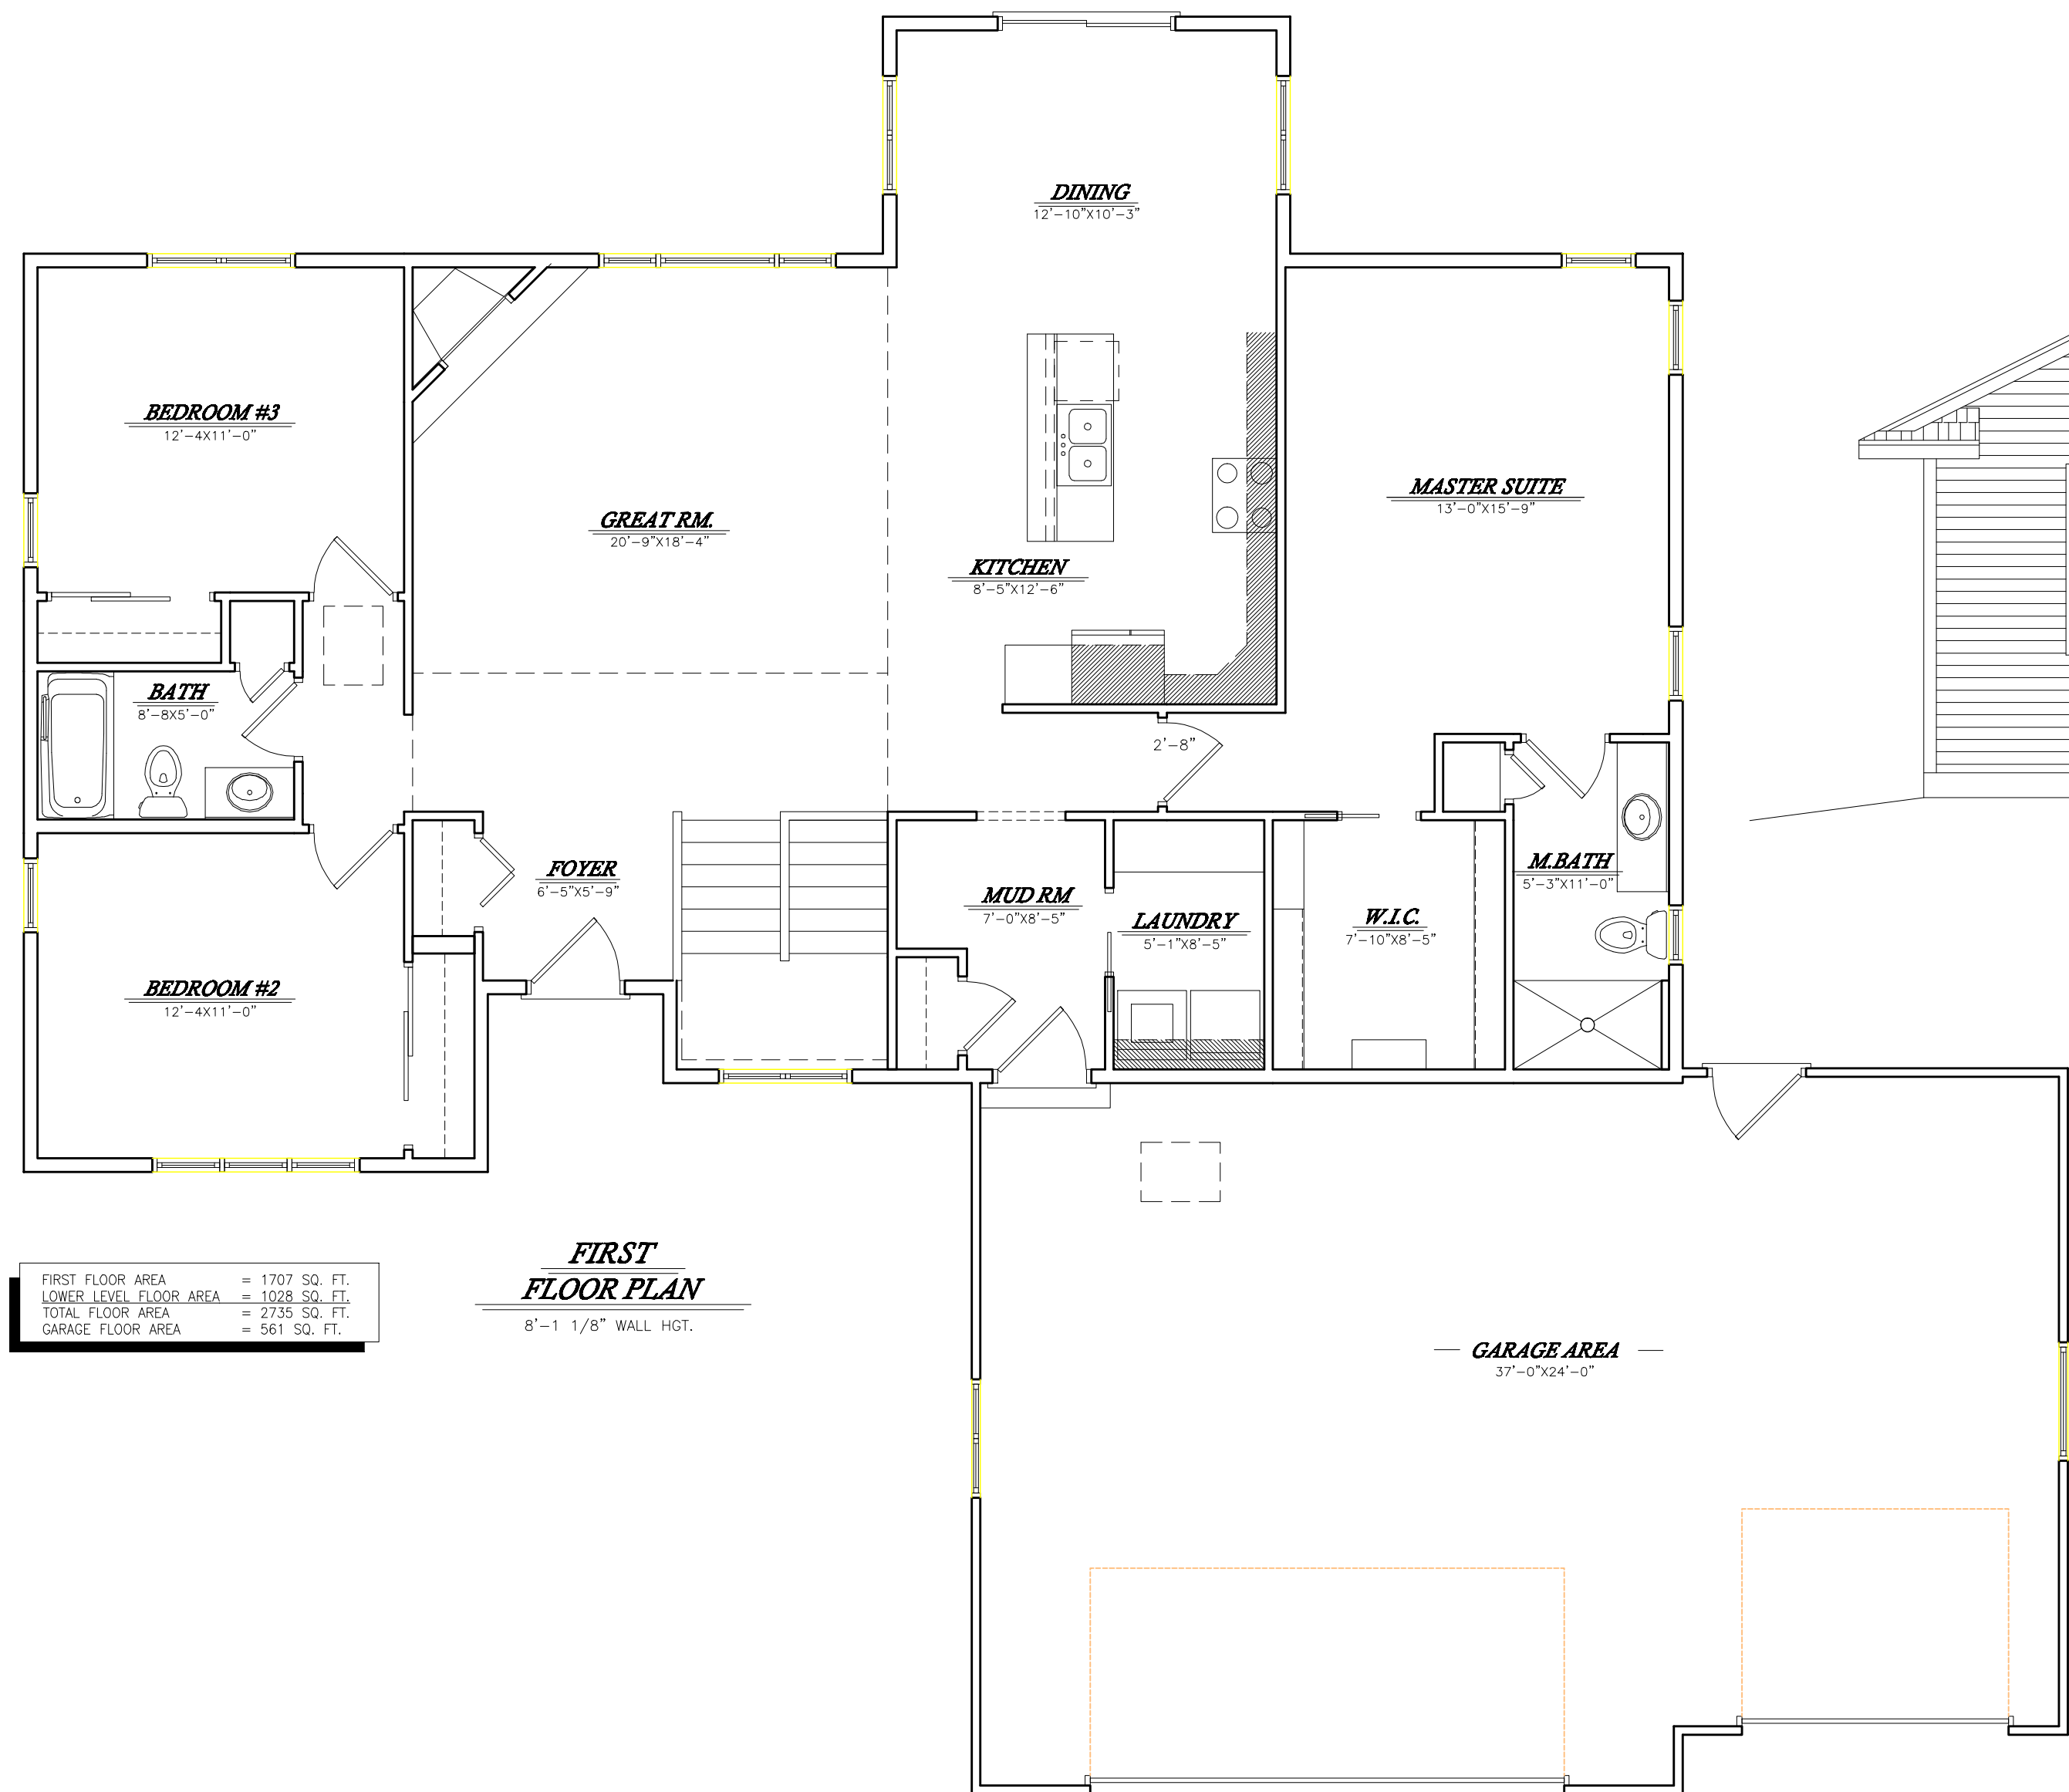 DINING
12'-10"X10'-3"
BEDROOM #3
12'-4X11'-0"
GREAT RM.
20'-9"X18'-4"
MASTER SUITE
13'-0"X15'-9"
KITCHEN
8'-5"X12'-6"
BATH
8'-8X5'-0"
2'-8"
FOYER
6'-5"X5'-9"
MUD RM
7'-0"X8'-5"
LAUNDRY
5'-1"X8'-5"
W.I.C.
7'-10"X8'-5"
M.BATH
5'-3"X11'-0"
BEDROOM #2
12'-4X11'-0"
FIRST
FLOOR PLAN
8'-1 1/8" WALL HGT.
FIRST FLOOR AREA = 1707 SQ. FT.
LOWER LEVEL FLOOR AREA = 1028 SQ. FT.
TOTAL FLOOR AREA = 2735 SQ. FT.
GARAGE FLOOR AREA = 561 SQ. FT.
GARAGE AREA
37'-0"X24'-0"